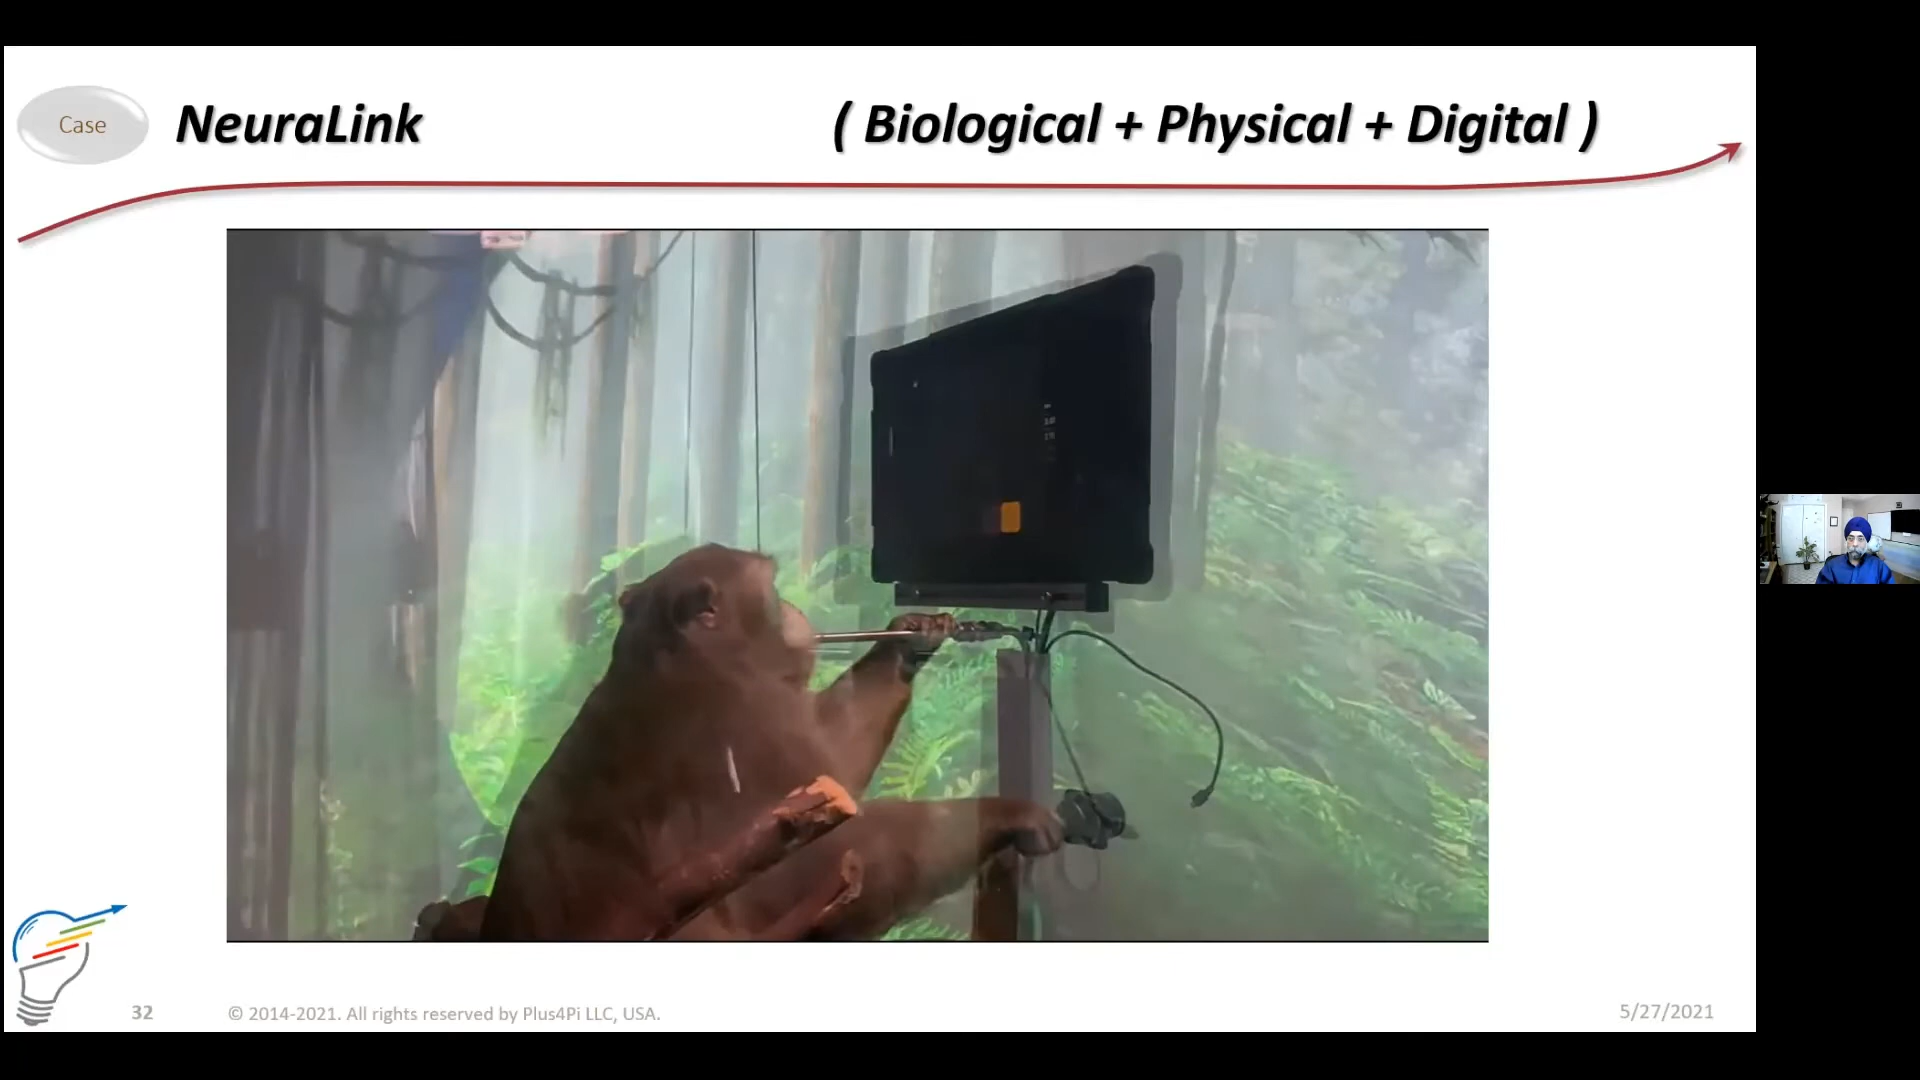 Case
NeuraLink
( Biological + Physical + Digital )
32
© 2014-2021. All rights reserved by Plus4Pi LLC, USA.
5/27/2021